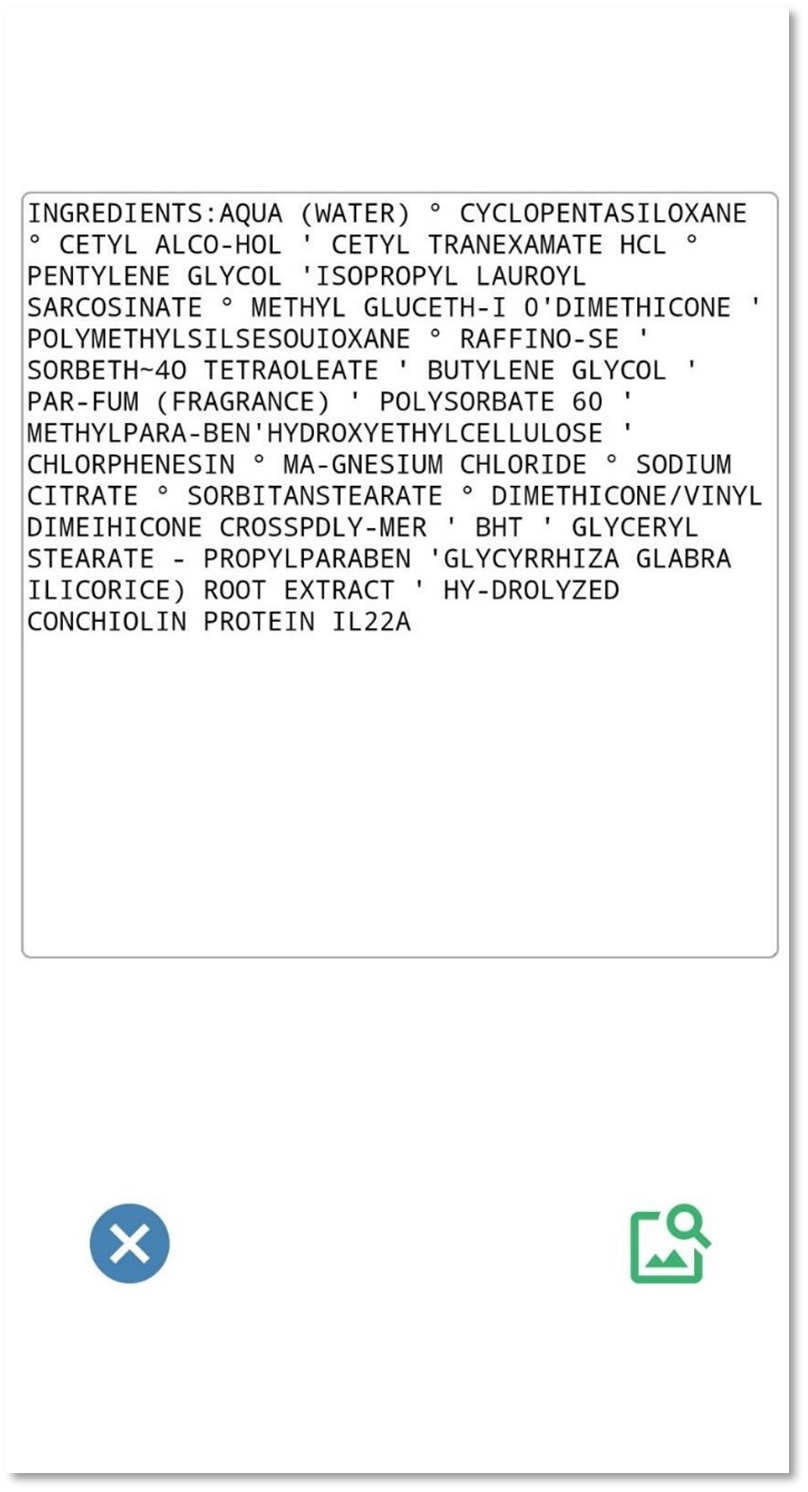 INGREDIENTS:AQUA (WATER) ° CYCLOPENTASILOXANE
° CETYL ALCO-HOL ' CETYL TRANEXAMATE HCL °
PENTYLENE GLYCOL 'ISOPROPYL LAUROYL
SARCOSINATE ° METHYL GLUCETH-I 0'DIMETHICONE '
POLYMETHYLSILSESOUIOXANE ° RAFFINO-SE '
SORBETH~4O TETRAOLEATE ' BUTYLENE GLYCOL '
PAR-FUM (FRAGRANCE) ' POLYSORBATE 6O '
METHYLPARA-BEN'HYDROXYETHYLCELLULOSE '
CHLORPHENESIN ° MA-GNESIUM CHLORIDE ° SODIUM
CITRATE ° SORBITANSTEARATE ° DIMETHICONE/VINYL
DIMEIHICONE CROSSPDLY-MER ' BHT ' GLYCERYL
STEARATE - PROPYLPARABEN 'GLYCYRRHIZA GLABRA
ILICORICE) ROOT EXTRACT ' HY-DROLYZED
CONCHIOLIN PROTEIN IL22A